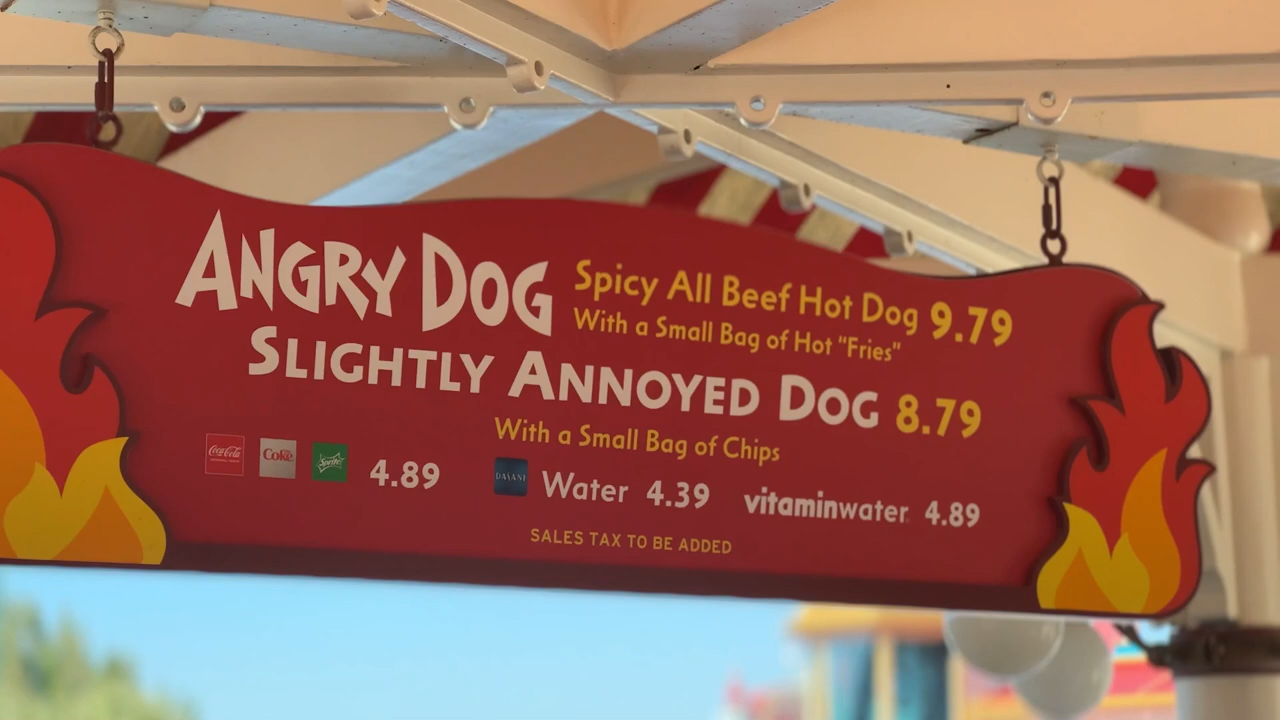 ANGRY DOG Spicy All Beef Hot Dog 9.79
With a Small Bag of Hot “Fries”
SLIGHTLY ANNOYED DOG 8.79
With a Small Bag of Chips
Coca-Cola Diet Coke Sprite 4.89 DASANI Water 4.39 vitaminwater 4.89
SALES TAX TO BE ADDED